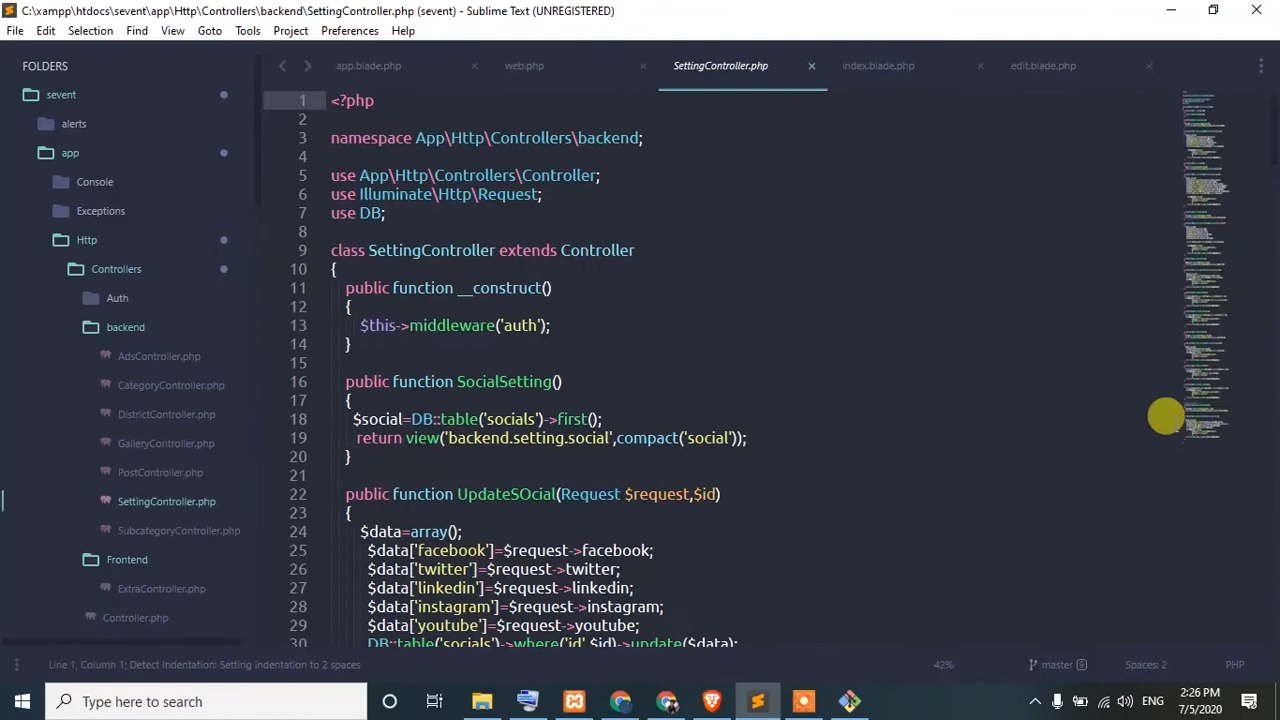 C:\xampp\htdocs\sevent\app\Http\Controllers\backend\SettingController.php (sevent) - Sublime Text (UNREGISTERED)
File Edit Selection Find View Goto Tools Project Preferences Help
FOLDERS
sevent
alerts
app
Console
Exceptions
Http
Controllers
Auth
backend
AdsController.php
CategoryController.php
DistrictController.php
GalleryController.php
PostController.php
SettingController.php
SubcategoryController.php
Frontend
ExtraController.php
Controller.php
app.blade.php web.php SettingController.php index.blade.php edit.blade.php
1 <?php
2
3 namespace App\Http\Controllers\backend;
4
5 use App\Http\Controllers\Controller;
6 use Illuminate\Http\Request;
7 use DB;
8
9 class SettingController extends Controller
10 {
11 public function __construct()
12 {
13 $this->middleware('auth');
14 }
15
16 public function SocialSetting()
17 {
18 $social=DB::table('socials')->first();
19 return view('backend.setting.social',compact('social'));
20 }
21
22 public function UpdateSOcial(Request $request,$id)
23 {
24 $data=array();
25 $data['facebook']=$request->facebook;
26 $data['twitter']=$request->twitter;
27 $data['linkedin']=$request->linkedin;
28 $data['instagram']=$request->instagram;
29 $data['youtube']=$request->youtube;
30 DB::table('socials')->where('id',$id)->update($data);
Line 1, Column 1; Detect Indentation: Setting indentation to 2 spaces 42% master 9 Spaces: 2 PHP
Type here to search ENG 2:26 PM
7/5/2020